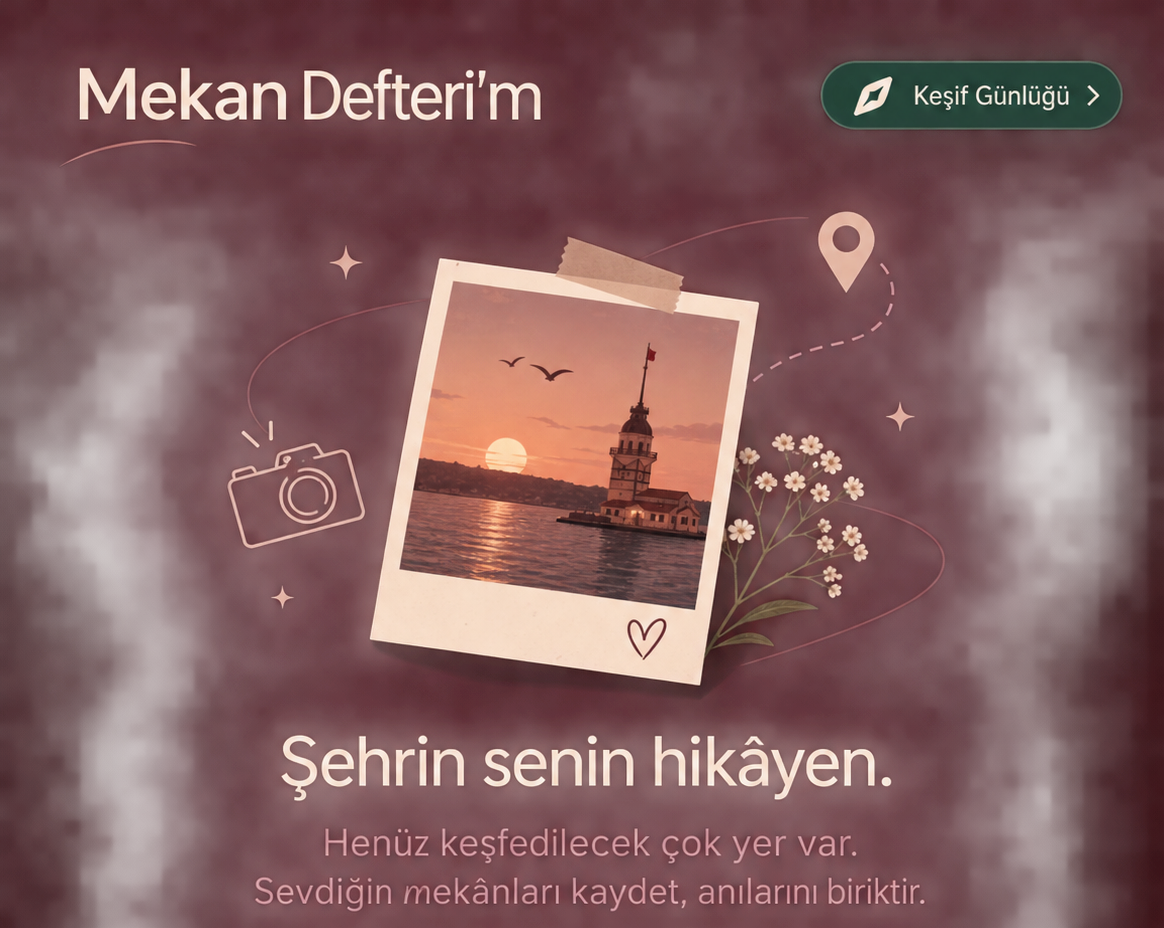 Mekan Defteri'm
Keşif Günlüğü
Şehrin senin hikâyen.
Henüz keşfedilecek çok yer var.
Sevdiğin mekânları kaydet, anılarını biriktir.